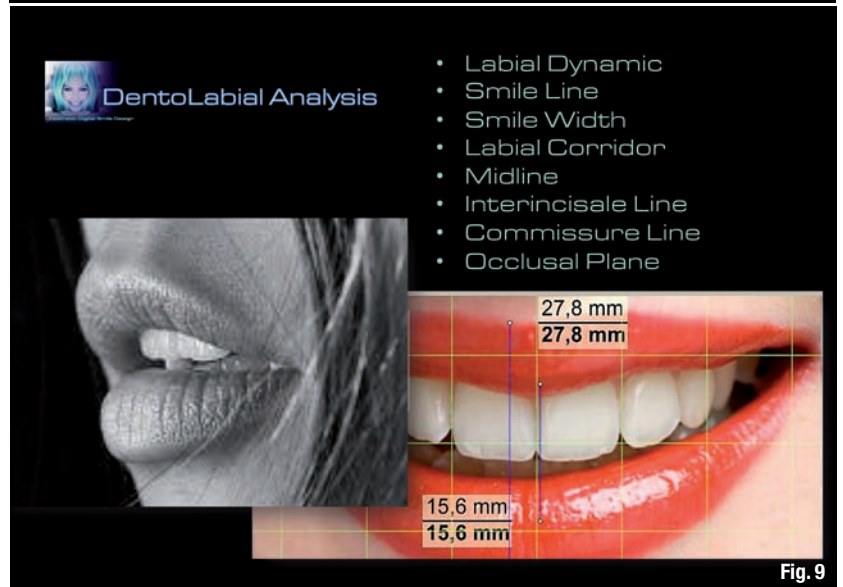 DentoLabial Analysis
• Labial Dynamic
• Smile Line
• Smile Width
• Labial Corridor
• Midline
• Interincisale Line
• Commissure Line
• Occlusal Plane
27,8 mm
27,8 mm
15,6 mm
15,6 mm
Fig. 9